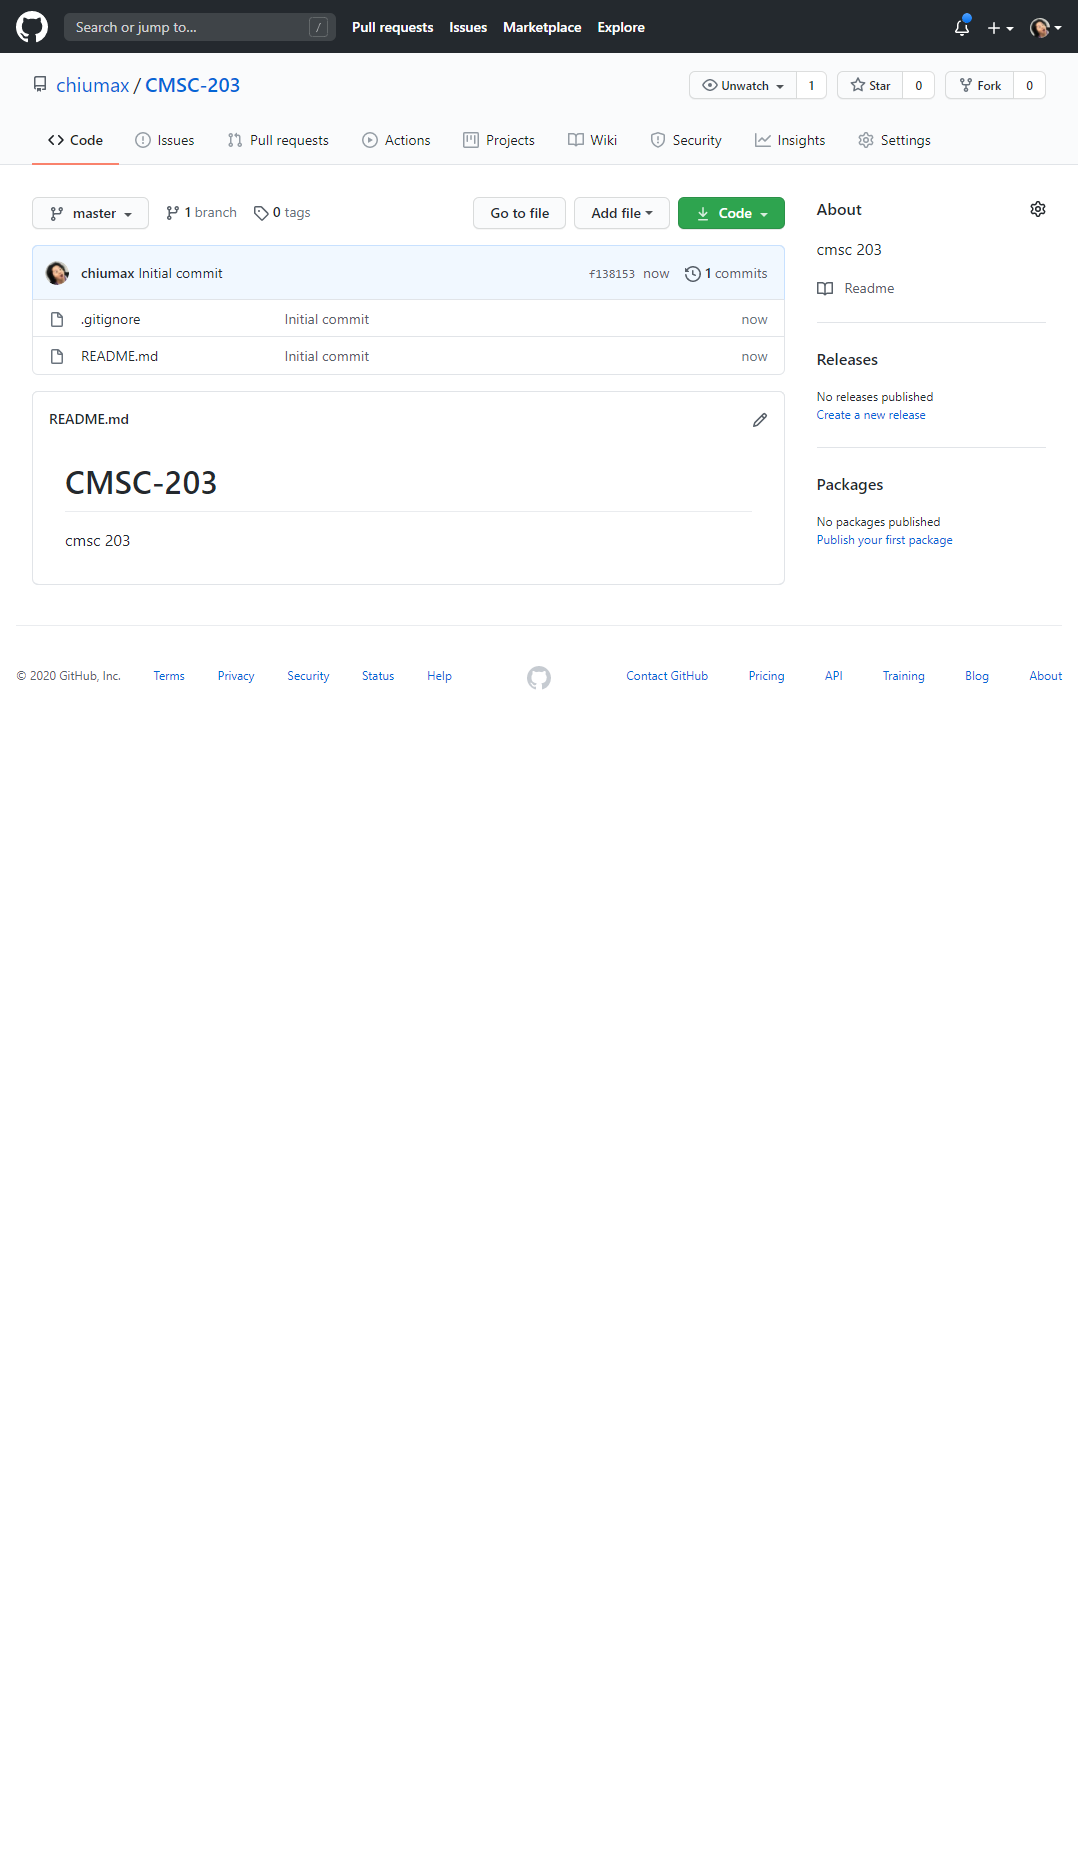 Search or jump to... / Pull requests Issues Marketplace Explore
chiumax / CMSC-203 Unwatch 1 Star 0 Fork 0
Code Issues Pull requests Actions Projects Wiki Security Insights Settings
master 1 branch 0 tags Go to file Add file Code
chiumax Initial commit f138153 now 1 commits
.gitignore Initial commit now
README.md Initial commit now
README.md
CMSC-203
cmsc 203
About
cmsc 203
Readme
Releases
No releases published
Create a new release
Packages
No packages published
Publish your first package
© 2020 GitHub, Inc. Terms Privacy Security Status Help Contact GitHub Pricing API Training Blog About